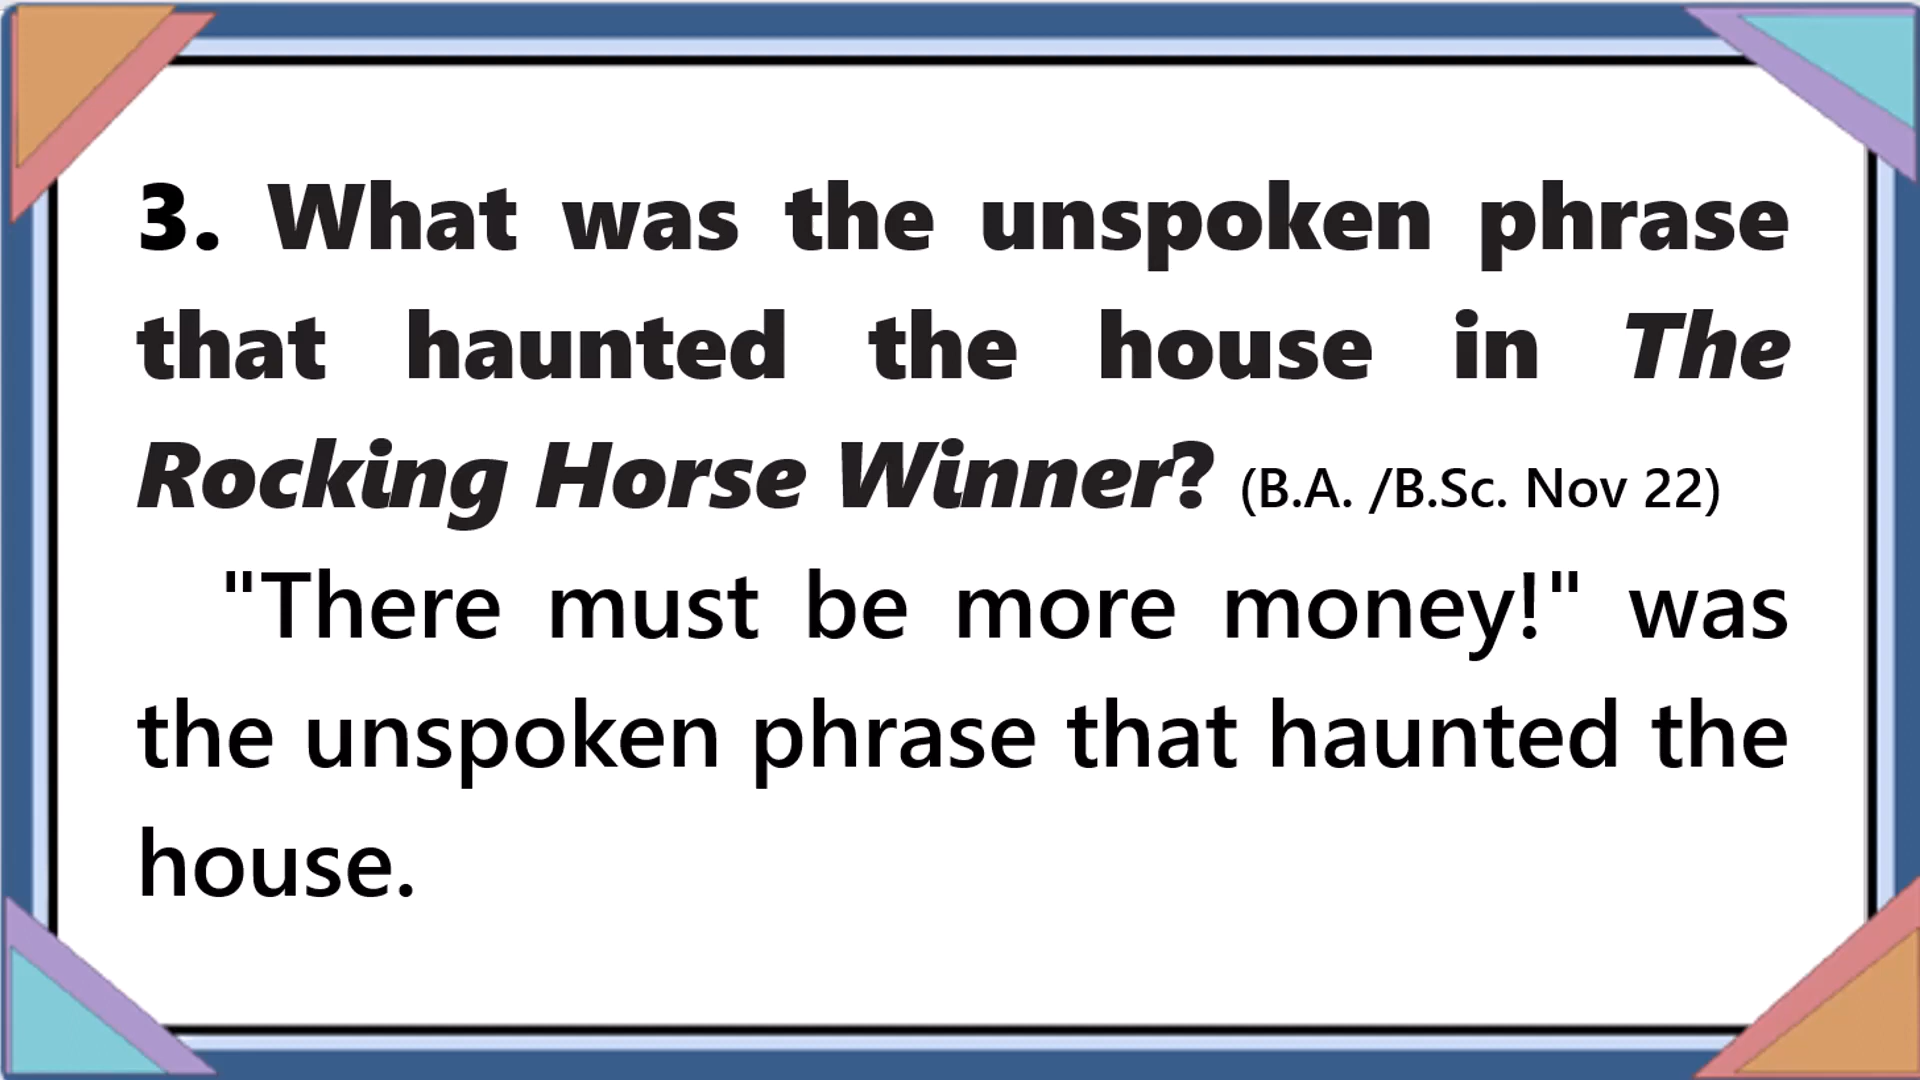 3. What was the unspoken phrase
that haunted the house in The
Rocking Horse Winner? (B.A. /B.Sc. Nov 22)
"There must be more money!" was
the unspoken phrase that haunted the
house.